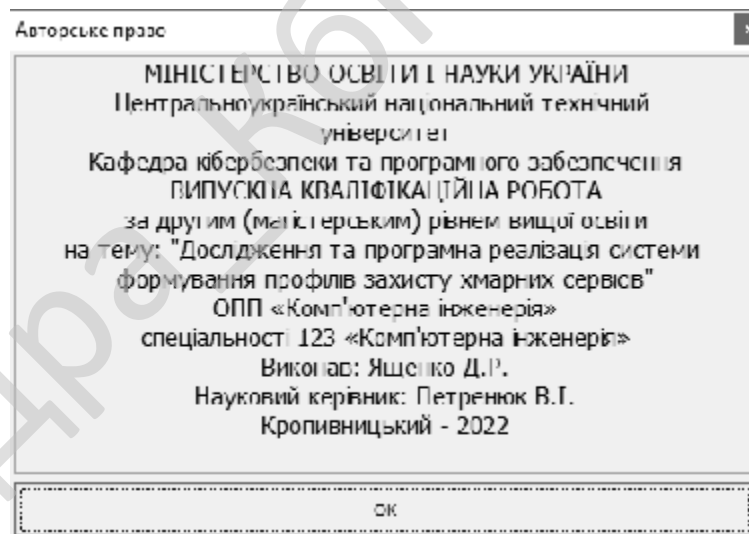 Авторське право
МІНІСТЕРСТВО ОСВІТИ І НАУКИ УКРАЇНИ
Центральноукраїнський національний технічний
університет
Кафедра кібербезпеки та програмного забезпечення
ВИПУСКНА КВАЛІФІКАЦІЙНА РОБОТА
за другим (магістерським) рівнем вищої освіти
на тему: "Дослідження та програмна реалізація системи
формування профілів захисту хмарних сервісів"
ОПП «Комп'ютерна інженерія»
спеціальності 123 «Комп'ютерна інженерія»
Виконав: Ященко Д.Р.
Науковий керівник: Петренюк В.І.
Кропивницький - 2022
ОК